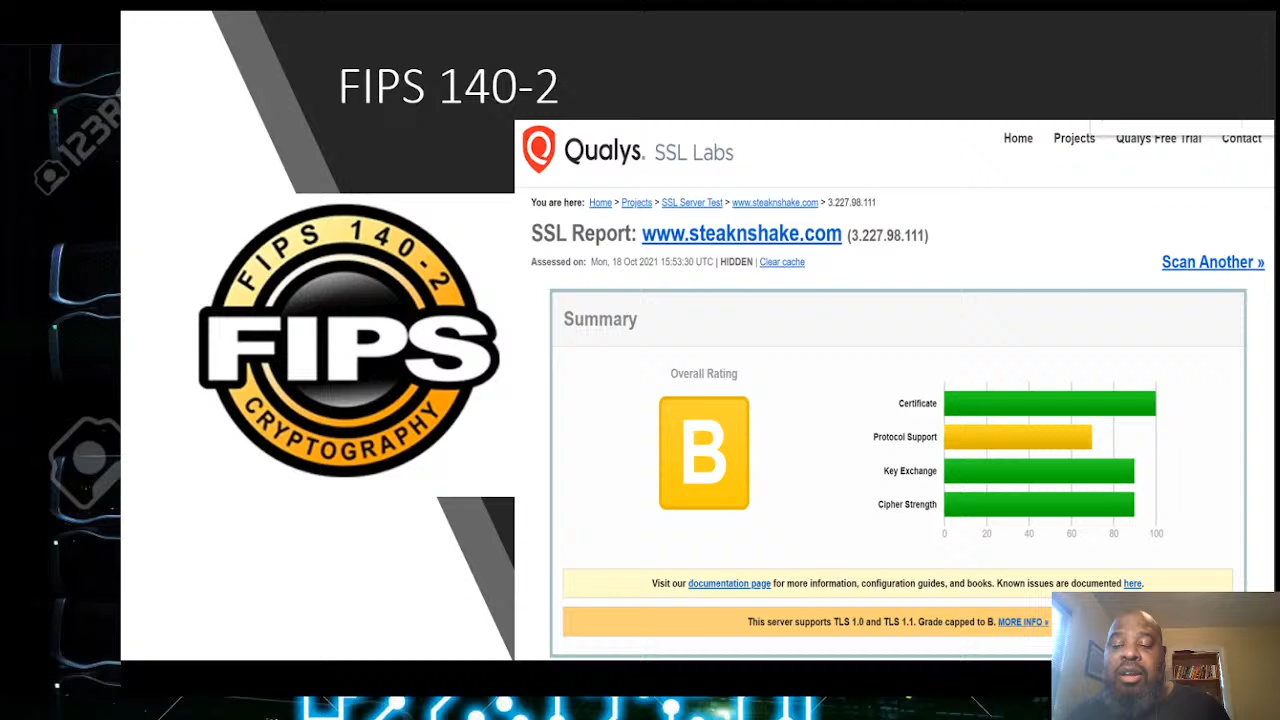 FIPS 140-2
Qualys. SSL Labs
Home Projects Qualys Free Trial Contact
You are here: Home > Projects > SSL Server Test > www.steaknshake.com > 3.227.98.111
SSL Report: www.steaknshake.com (3.227.98.111)
Assessed on: Mon, 18 Oct 2021 15:53:30 UTC | HIDDEN | Clear cache
Scan Another »
Summary
Overall Rating
B
Certificate
Protocol Support
Key Exchange
Cipher Strength
0 20 40 60 80 100
Visit our documentation page for more information, configuration guides, and books. Known issues are documented here.
This server supports TLS 1.0 and TLS 1.1. Grade capped to B. MORE INFO »
FIPS 140-2
FIPS
CRYPTOGRAPHY